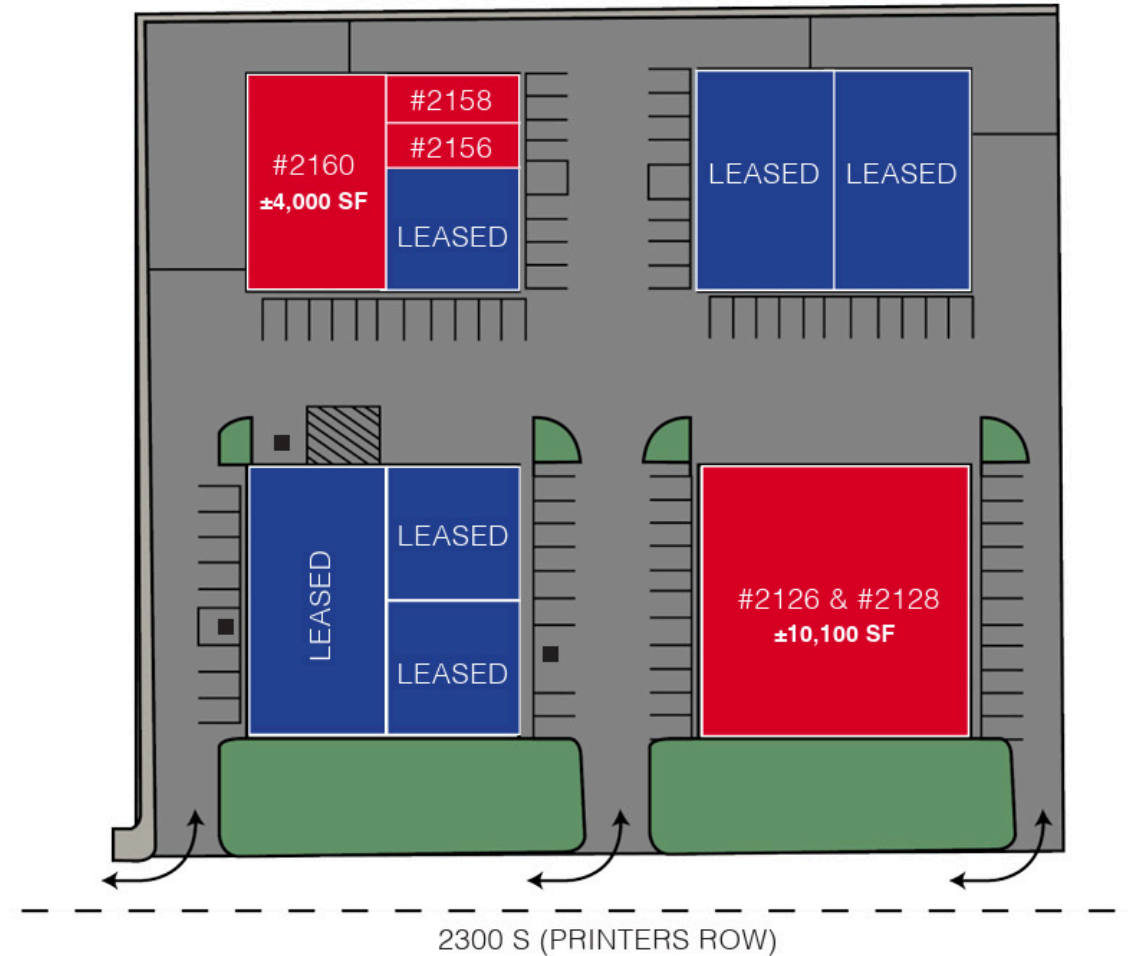 #2158
#2156
#2160
±4,000 SF
LEASED
LEASED
LEASED
LEASED
LEASED
LEASED
#2126 & #2128
±10,100 SF
2300 S (PRINTERS ROW)